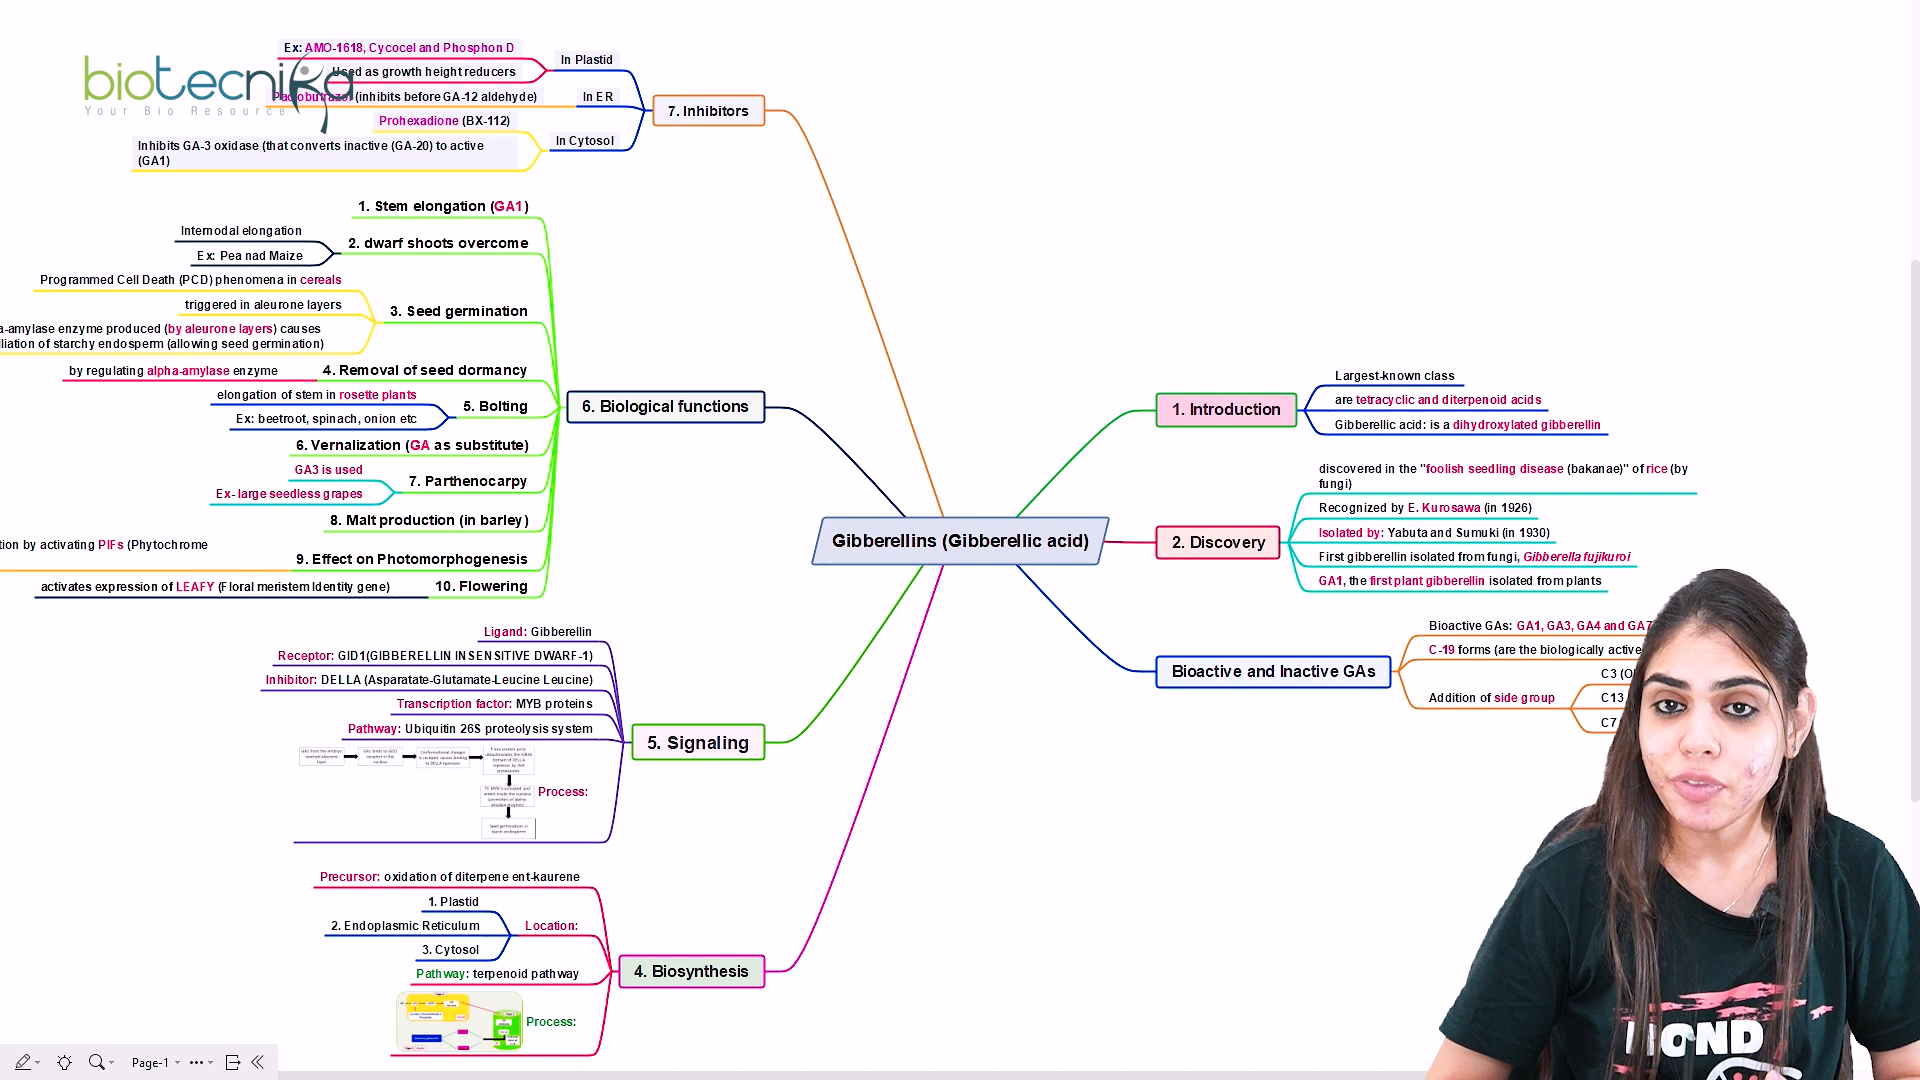 biotecnika
Your Bio Resource
Ex: AMO-1618, Cycocel and Phosphon D
Used as growth height reducers
In Plastid
Paclobutrazol (inhibits before GA-12 aldehyde)
In ER
Prohexadione (BX-112)
Inhibits GA-3 oxidase (that converts inactive (GA-20) to active
(GA1)
In Cytosol
7. Inhibitors
1. Stem elongation (GA1)
Internodal elongation
Ex: Pea nad Maize
2. dwarf shoots overcome
Programmed Cell Death (PCD) phenomena in cereals
triggered in aleurone layers
a-amylase enzyme produced (by aleurone layers) causes
liation of starchy endosperm (allowing seed germination)
3. Seed germination
by regulating alpha-amylase enzyme
4. Removal of seed dormancy
elongation of stem in rosette plants
Ex: beetroot, spinach, onion etc
5. Bolting
6. Vernalization (GA as substitute)
GA3 is used
Ex- large seedless grapes
7. Parthenocarpy
8. Malt production (in barley)
tion by activating PIFs (Phytochrome
9. Effect on Photomorphogenesis
activates expression of LEAFY (Floral meristem Identity gene)
10. Flowering
6. Biological functions
Ligand: Gibberellin
Receptor: GID1(GIBBERELLIN INSENSITIVE DWARF-1)
Inhibitor: DELLA (Asparatate-Glutamate-Leucine Leucine)
Transcription factor: MYB proteins
Pathway: Ubiquitin 26S proteolysis system
Process:
5. Signaling
Precursor: oxidation of diterpene ent-kaurene
1. Plastid
2. Endoplasmic Reticulum
3. Cytosol
Location:
Pathway: terpenoid pathway
Process:
4. Biosynthesis
Gibberellins (Gibberellic acid)
1. Introduction
Largest-known class
are tetracyclic and diterpenoid acids
Gibberellic acid: is a dihydroxylated gibberellin
2. Discovery
discovered in the "foolish seedling disease (bakanae)" of rice (by
fungi)
Recognized by E. Kurosawa (in 1926)
Isolated by: Yabuta and Sumuki (in 1930)
First gibberellin isolated from fungi, Gibberella fujikuroi
GA1, the first plant gibberellin isolated from plants
Bioactive and Inactive GAs
Bioactive GAs: GA1, GA3, GA4 and GA7
C-19 forms (are the biologically active
Addition of side group
C3 (O
C13
C7
Page-1